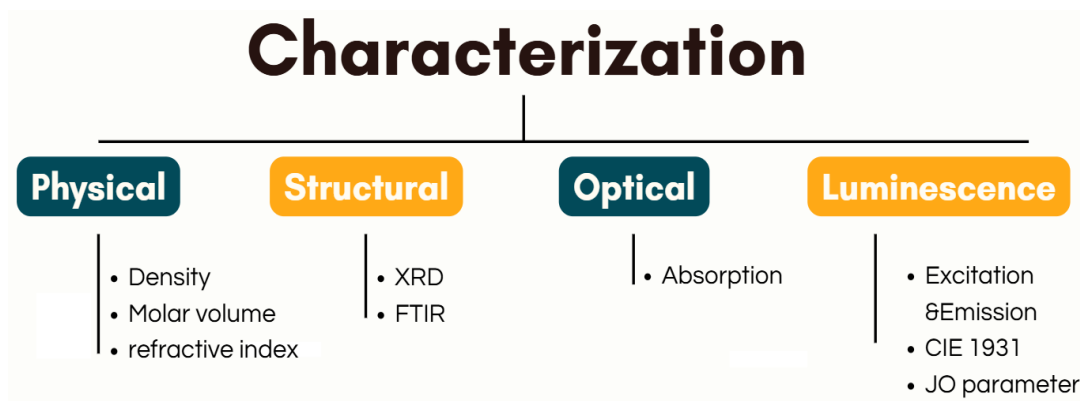 Characterization
Physical
Structural
Optical
Luminescence
• Density
• Molar volume
• refractive index
• XRD
• FTIR
• Absorption
• Excitation
&Emission
• CIE 1931
• JO parameter